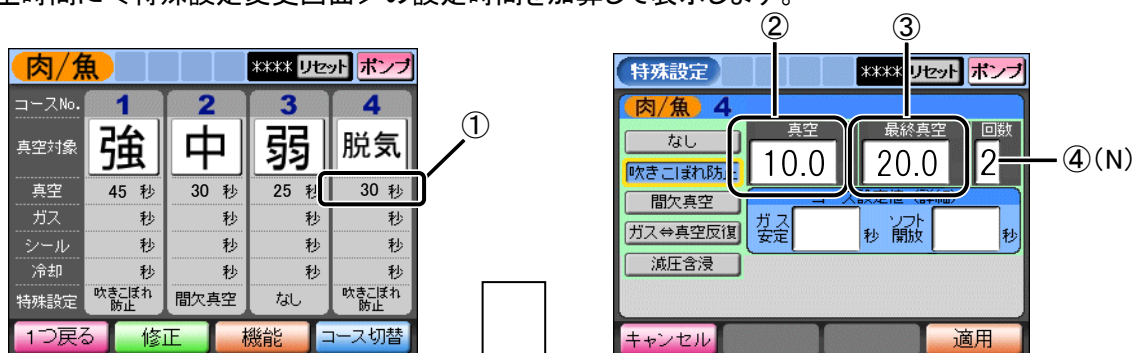 空時間に＜特殊設定変更画面＞の設定時間を加算して表示します。
肉/魚 **** リセット ポンプ
コースNo. 1 2 3 4
真空対象 強 中 弱 脱気
真空 45 秒 30 秒 25 秒 30 秒
ガス 秒 秒 秒 秒
シール 秒 秒 秒 秒
冷却 秒 秒 秒 秒
特殊設定 吹きこぼれ防止 間欠真空 なし 吹きこぼれ防止
1つ戻る 修正 機能 コース切替
①
② ③
特殊設定 **** リセット ポンプ
肉/魚 4
なし 真空 最終真空 回数
吹きこぼれ防止 10.0 20.0 2 ④(N)
間欠真空 コース設定値（詳細）
ガス⇔真空反復 ガス安定 秒 ソフト開放 秒
減圧含浸
キャンセル 適用